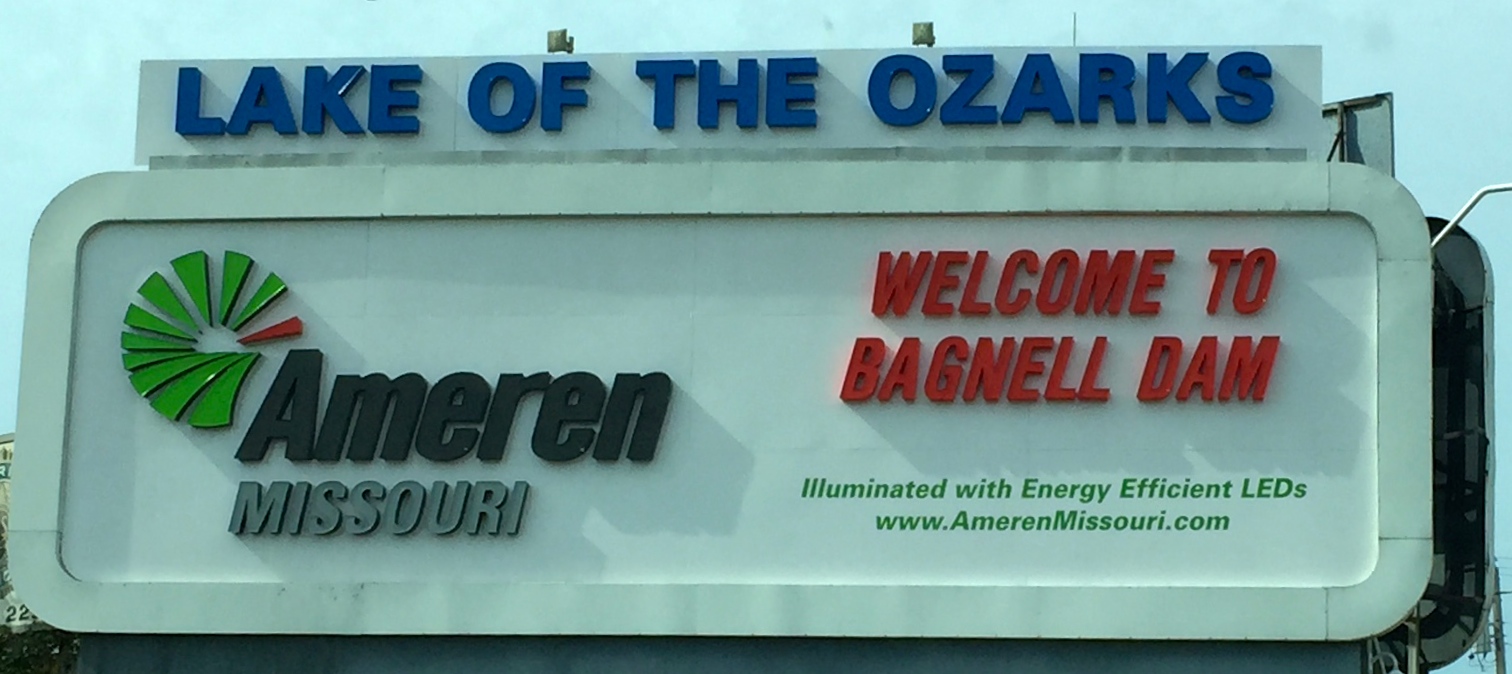 LAKE OF THE OZARKS
Ameren
MISSOURI
WELCOME TO
BAGNELL DAM
Illuminated with Energy Efficient LEDs
www.AmerenMissouri.com